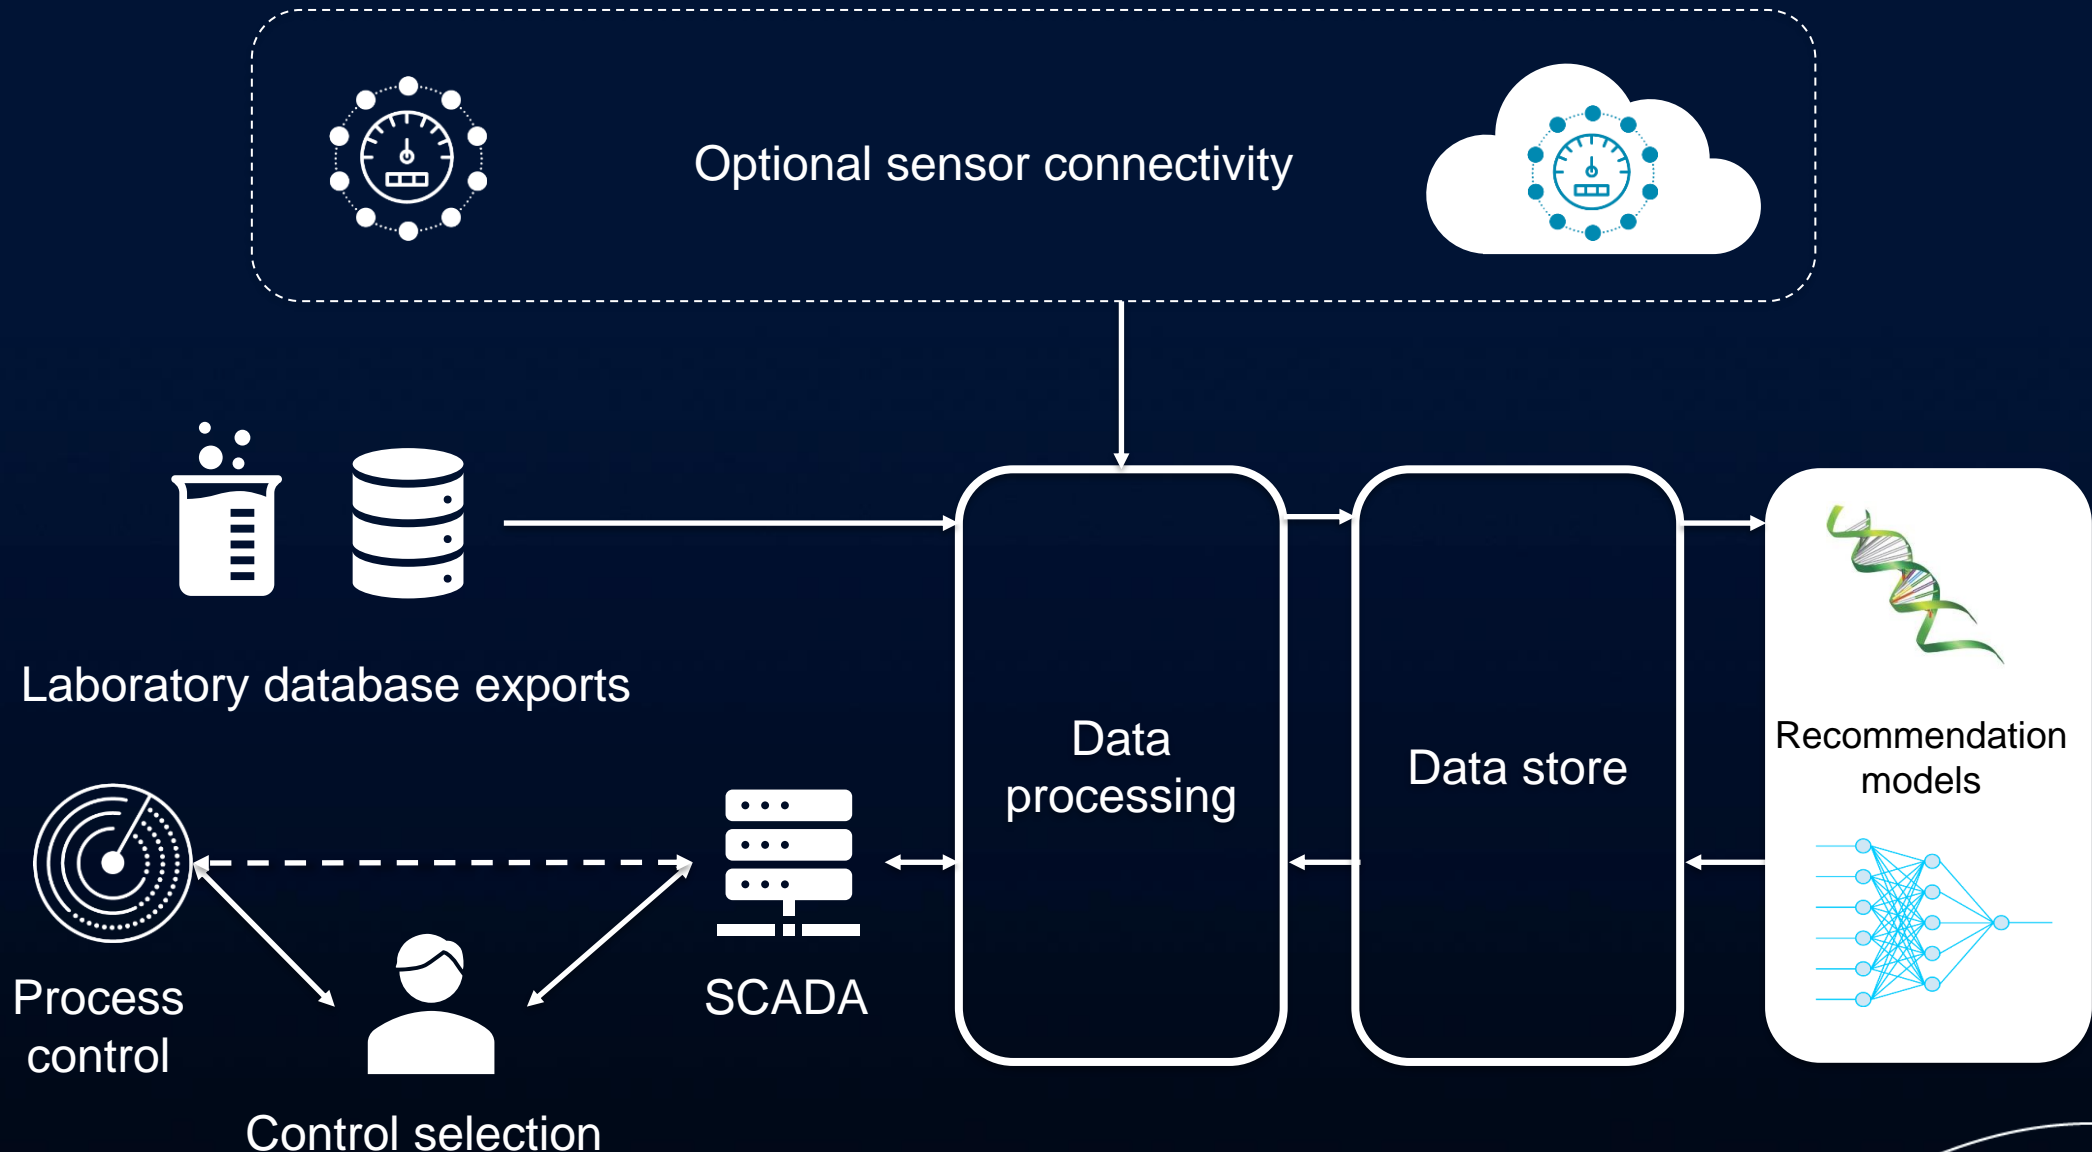 Optional sensor connectivity
Laboratory database exports
Data
processing
Data store
Recommendation
models
Process
control
SCADA
Control selection